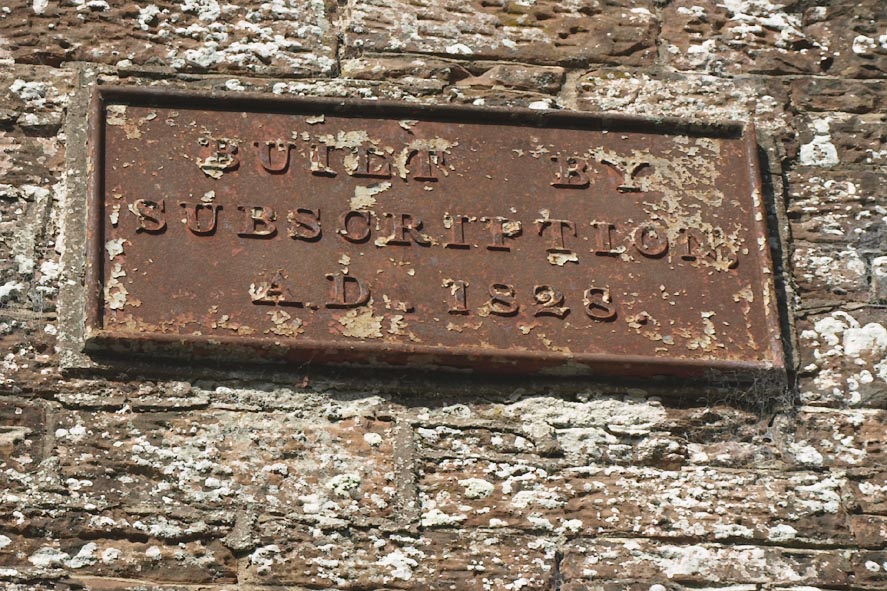 BUILT BY
SUBSCRIPTION
A.D. 1828.